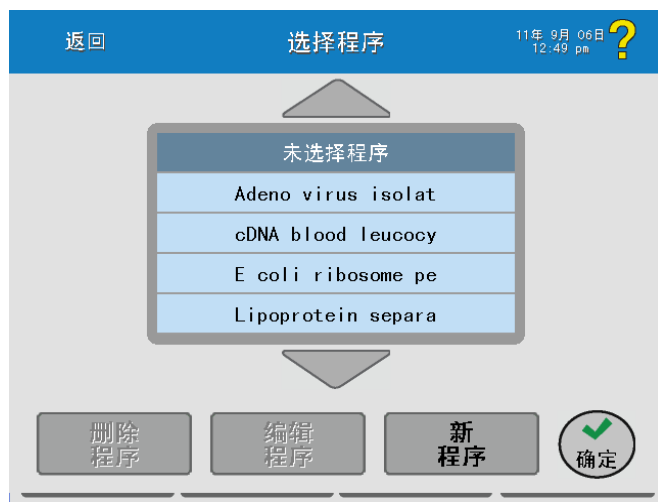 返回
选择程序
11年 9月 06日
12:49 pm
?
未选择程序
Adeno virus isolat
cDNA blood leucocy
E coli ribosome pe
Lipoprotein separa
删除
程序
编辑
程序
新
程序
确定